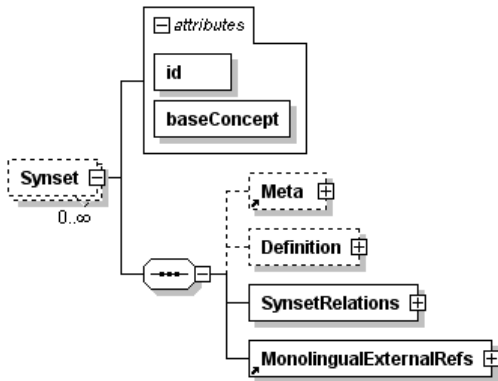 attributes
id
baseConcept
Synset
0..∞
Meta
Definition
SynsetRelations
MonolingualExternalRefs